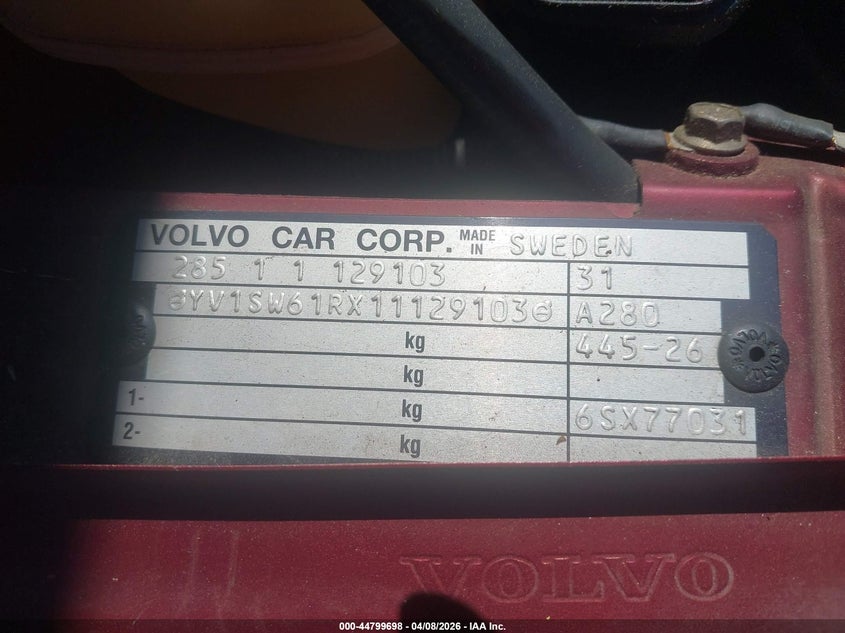 VOLVO CAR CORP. MADE IN SWEDEN
285 1 1 129103 31
YV1SW61RX11129103 A280
kg 445-26
kg
1- kg 6SX77031
2- kg
VOLVO
000-44799698 - 04/08/2026 - IAA Inc.